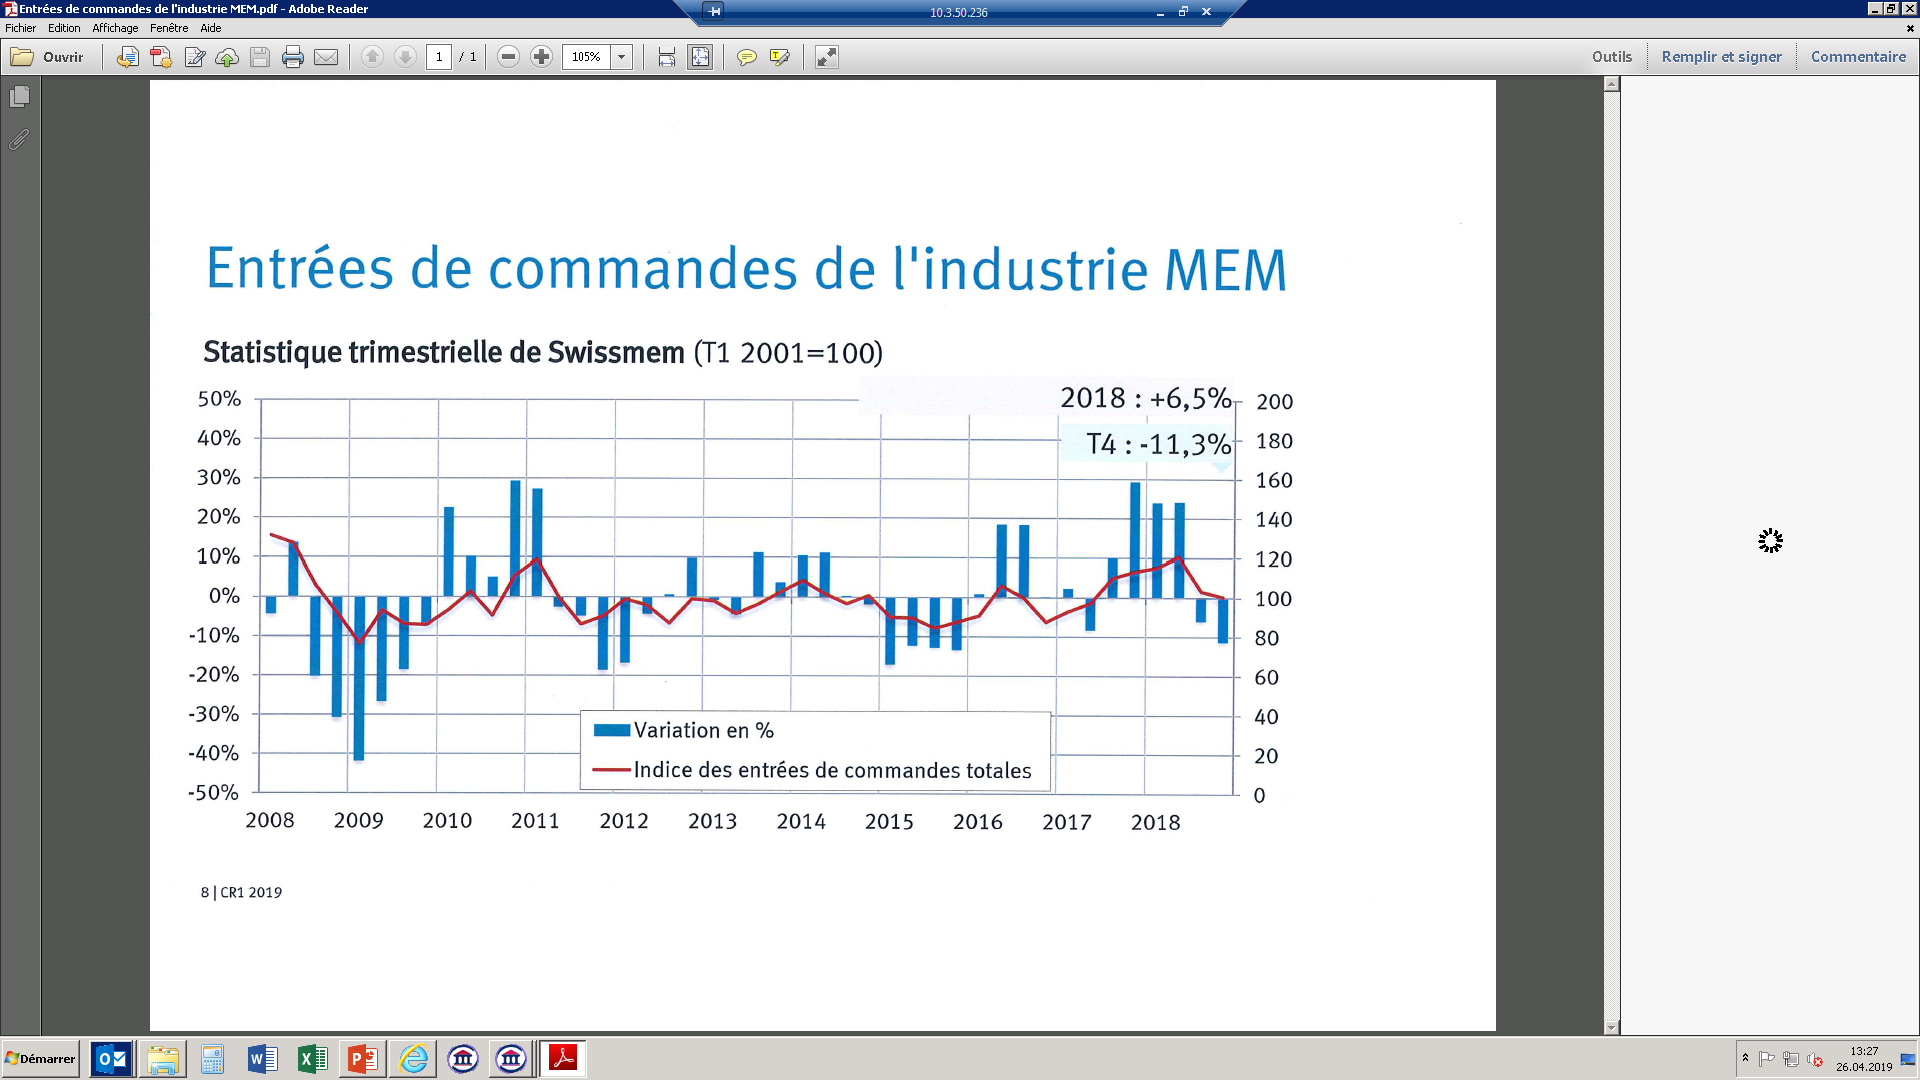 Entrées de commandes de l'industrie MEM.pdf - Adobe Reader
10.3.50.236
Fichier Edition Affichage Fenêtre Aide
Ouvrir
1 / 1
105%
Outils Remplir et signer Commentaire
Entrées de commandes de l'industrie MEM
Statistique trimestrielle de Swissmem (T1 2001=100)
2018 : +6,5%
T4 : -11,3%
50%
40%
30%
20%
10%
0%
-10%
-20%
-30%
-40%
-50%
200
180
160
140
120
100
80
60
40
20
0
Variation en %
Indice des entrées de commandes totales
2008 2009 2010 2011 2012 2013 2014 2015 2016 2017 2018
8 | CR1 2019
Démarrer
13:27
26.04.2019